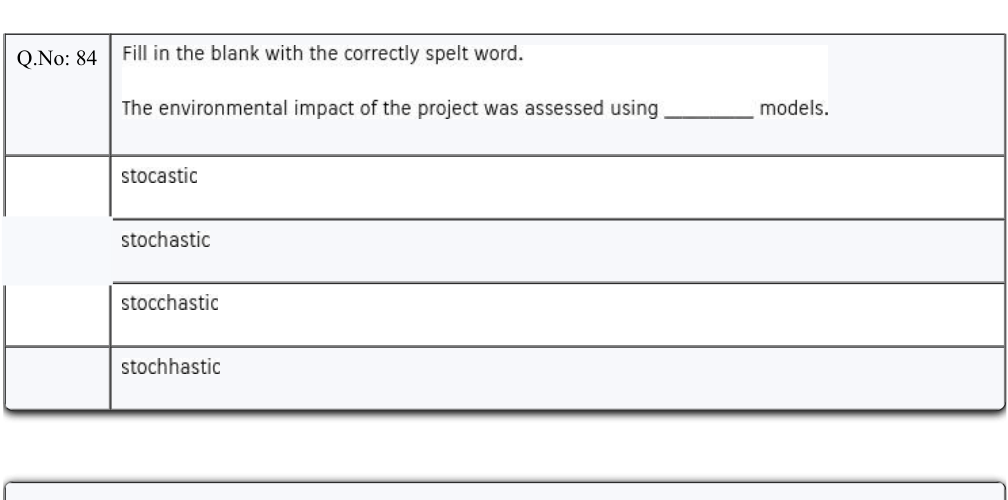 Q.No: 84
Fill in the blank with the correctly spelt word.
The environmental impact of the project was assessed using _________ models.
stocastic
stochastic
stocchastic
stochhastic